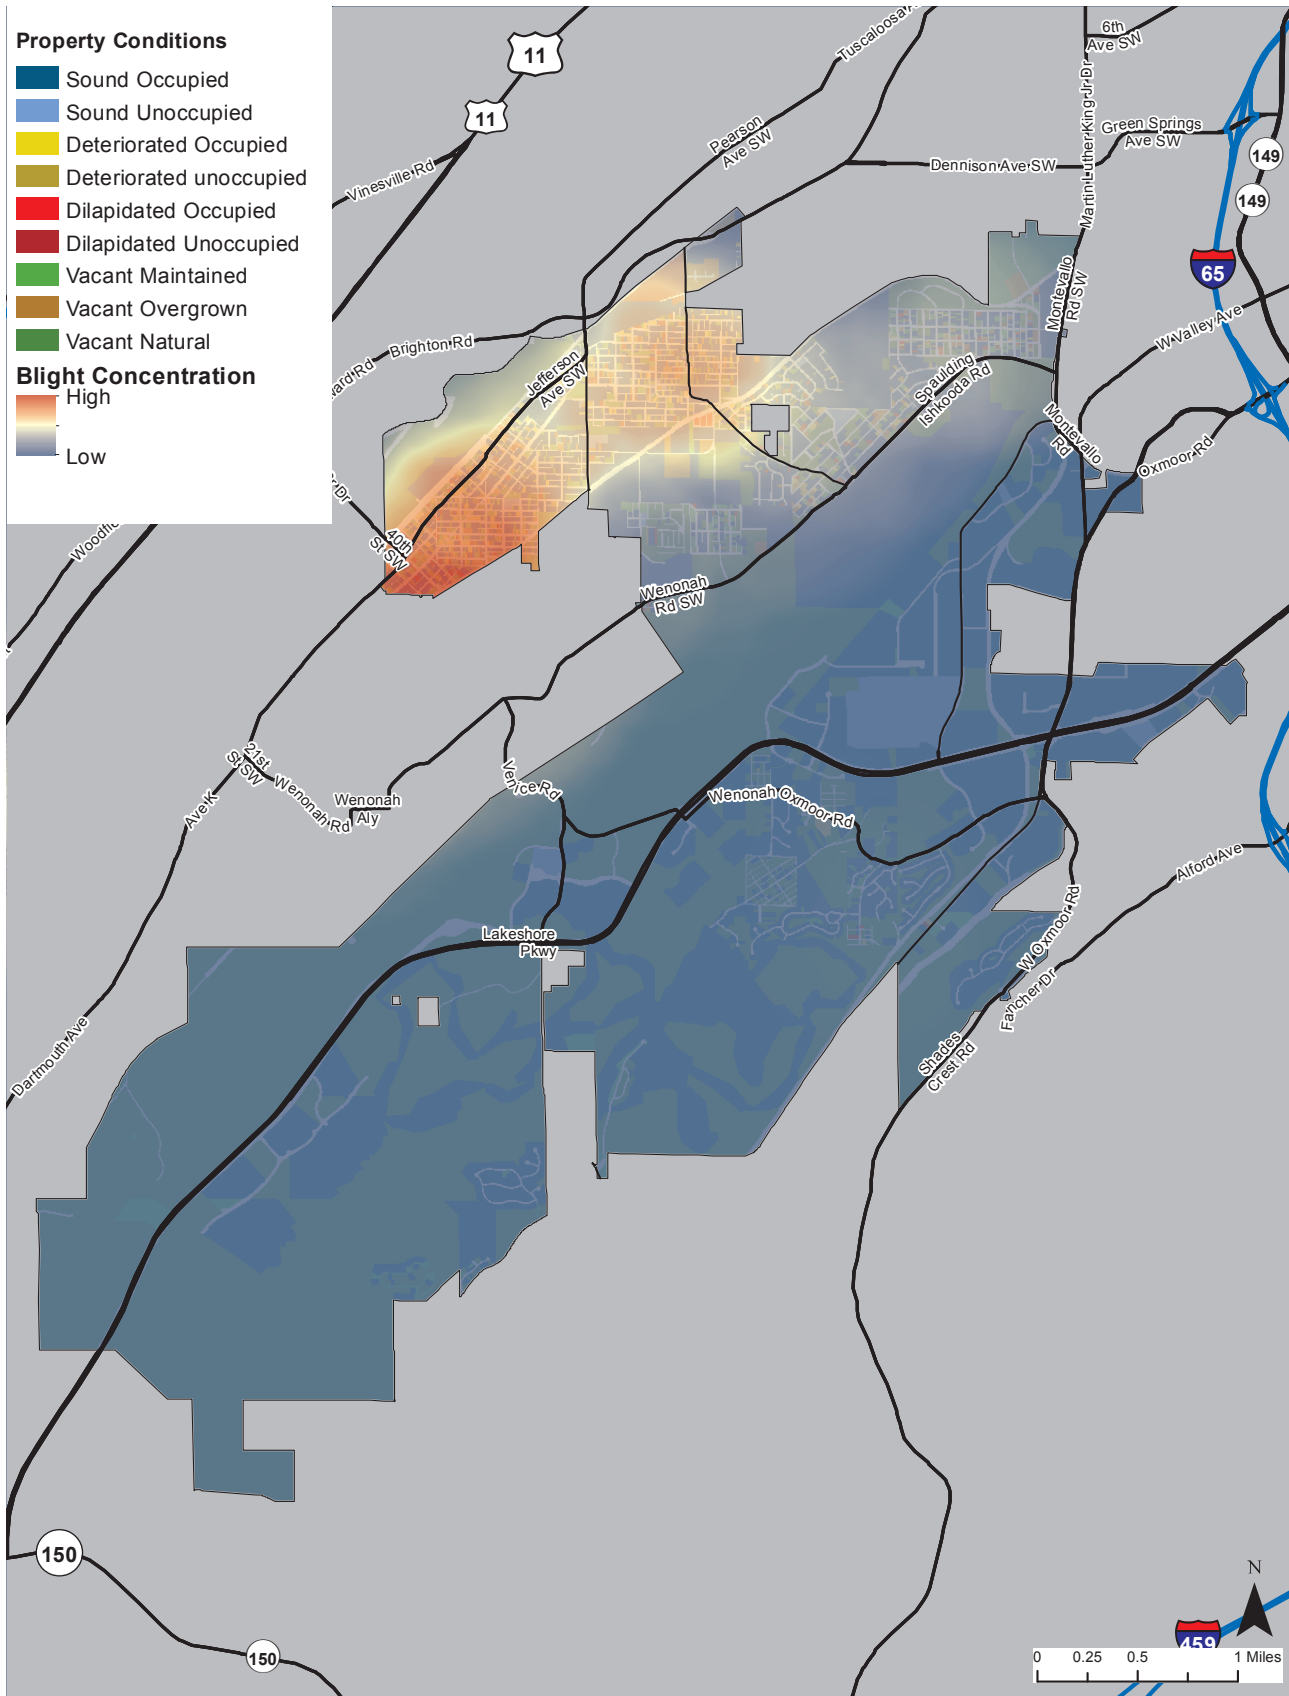 Property Conditions
Sound Occupied
Sound Unoccupied
Deteriorated Occupied
Deteriorated unoccupied
Dilapidated Occupied
Dilapidated Unoccupied
Vacant Maintained
Vacant Overgrown
Vacant Natural
Blight Concentration
High
Low
11
11
Vinesville Rd
Tuscaloosa
Pearson
Ave SW
6th
Ave SW
Martin Luther King Jr Dr
Green Springs
Ave SW
Dennison Ave SW
149
149
65
Montevallo
Rd SW
W Valley Ave
Brighton Rd
Rd
Jefferson
Ave SW
Spaulding
Ishkooda Rd
Montevallo
Rd
Oxmoor Rd
Dr
40th
St SW
Wenonah
Rd SW
21st
St SW
Wenonah Rd
Wenonah
Aly
Ave K
Venice Rd
Wenonah Oxmoor Rd
Alford Ave
Lakeshore
Pkwy
W Oxmoor Rd
Fancher Dr
Shades
Crest Rd
Dartmouth Ave
150
150
N
459
0 0.25 0.5 1 Miles